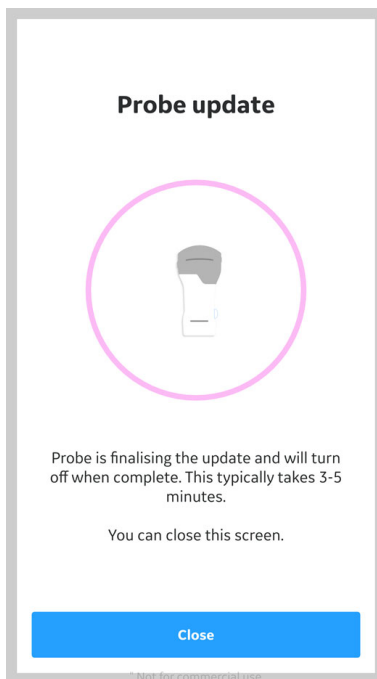 Probe update
Probe is finalising the update and will turn
off when complete. This typically takes 3-5
minutes.
You can close this screen.
Close
* Not for commercial use